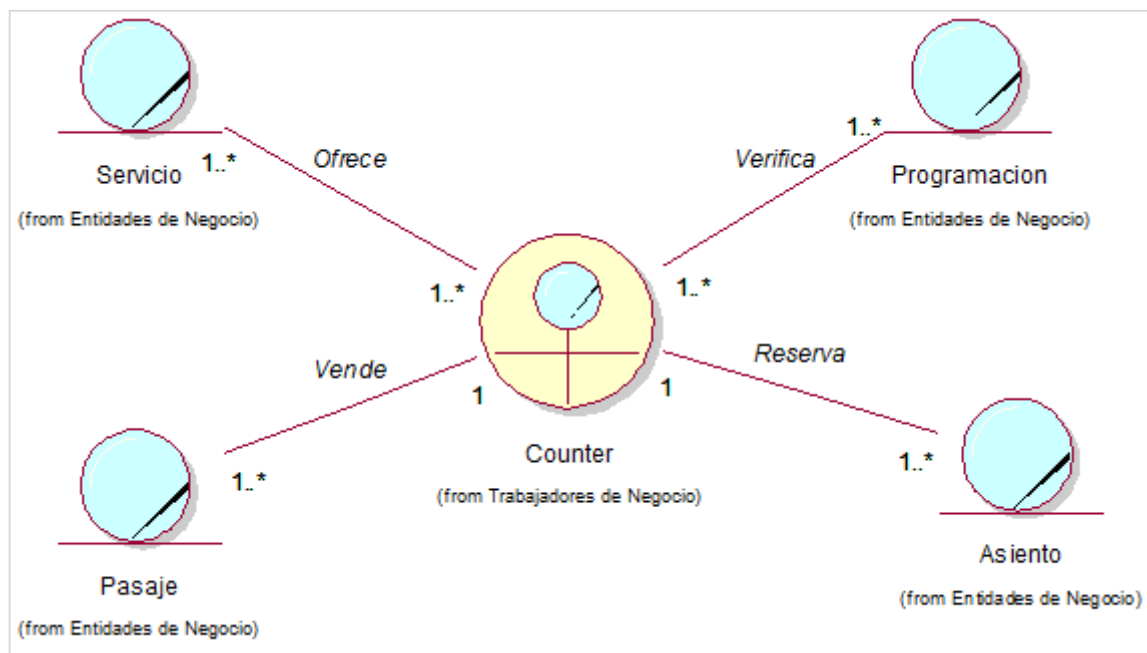 Servicio
(from Entidades de Negocio)
1..*
Ofrece
1..*
Programacion
(from Entidades de Negocio)
1..*
Verifica
1..*
Counter
(from Trabajadores de Negocio)
Vende
1
1..*
Pasaje
(from Entidades de Negocio)
Reserva
1
1..*
Asiento
(from Entidades de Negocio)